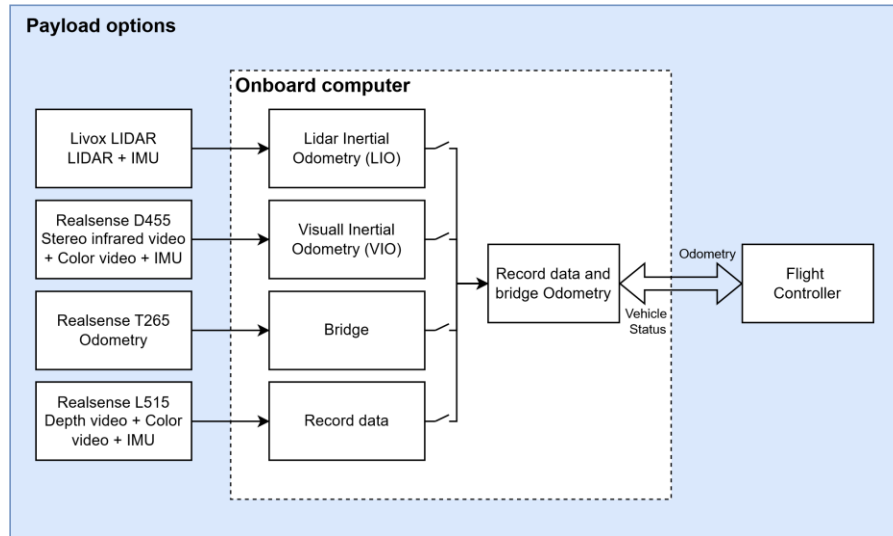 Payload options
Onboard computer
Livox LIDAR
LIDAR + IMU
Lidar Inertial
Odometry (LIO)
Realsense D455
Stereo infrared video
+ Color video + IMU
Visuall Inertial
Odometry (VIO)
Record data and
bridge Odometry
Odometry
Vehicle
Status
Flight
Controller
Realsense T265
Odometry
Bridge
Realsense L515
Depth video + Color
video + IMU
Record data